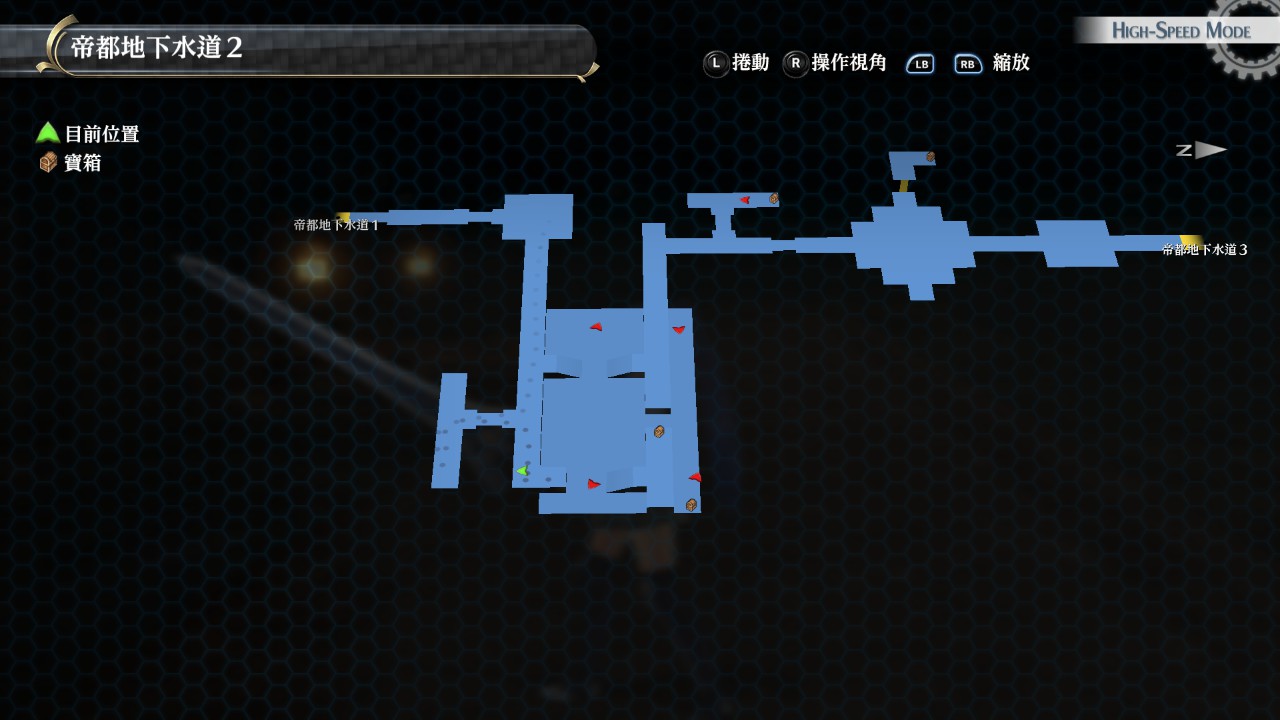 帝都地下水道２
HIGH-SPEED MODE
L 捲動 R 操作視角 LB RB 縮放
目前位置
寶箱
Z
帝都地下水道１
帝都地下水道３